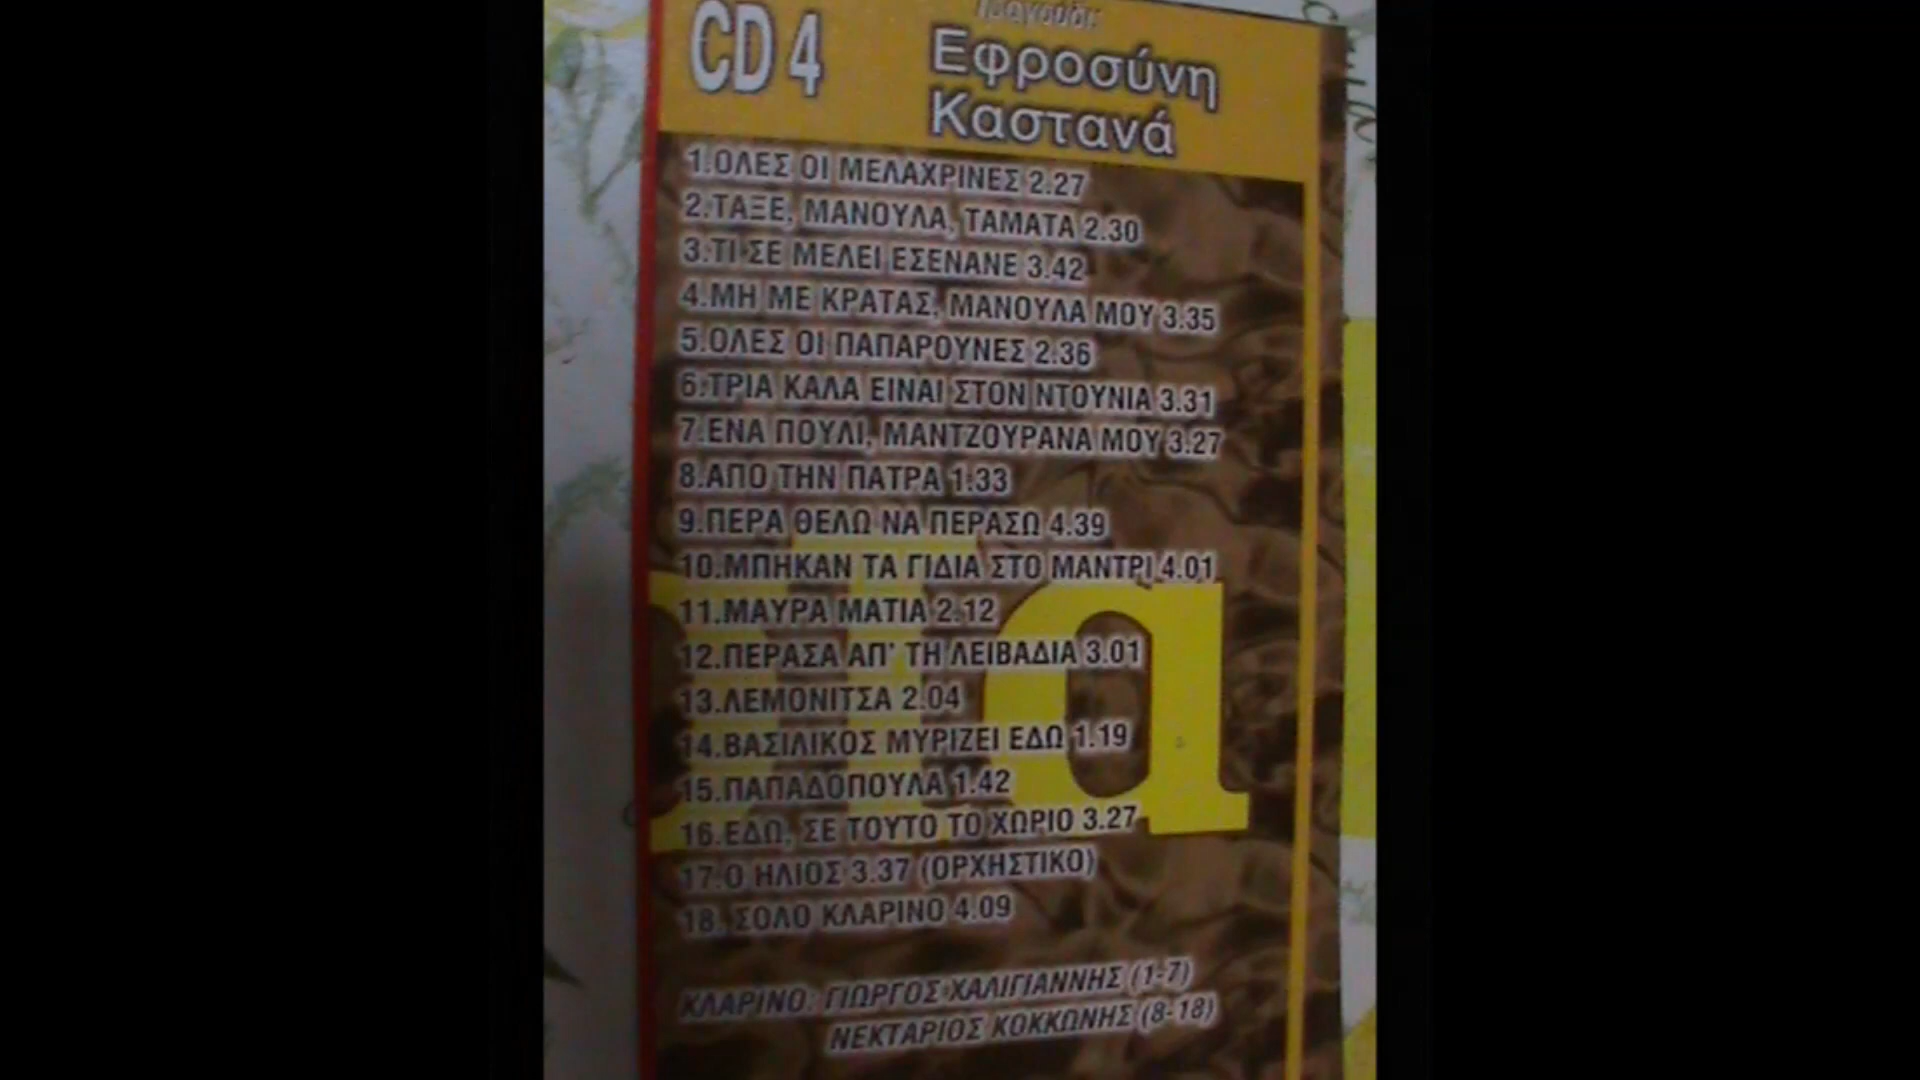 CD 4
Τραγούδι:
Εφροσύνη
Καστανά
1.ΟΛΕΣ ΟΙ ΜΕΛΑΧΡΙΝΕΣ 2.27
2.ΤΑΞΕ, ΜΑΝΟΥΛΑ, ΤΑΜΑΤΑ 2.30
3.ΤΙ ΣΕ ΜΕΛΕΙ ΕΣΕΝΑΝΕ 3.42
4.ΜΗ ΜΕ ΚΡΑΤΑΣ, ΜΑΝΟΥΛΑ ΜΟΥ 3.35
5.ΟΛΕΣ ΟΙ ΠΑΠΑΡΟΥΝΕΣ 2.36
6.ΤΡΙΑ ΚΑΛΑ ΕΙΝΑΙ ΣΤΟΝ ΝΤΟΥΝΙΑ 3.31
7.ΕΝΑ ΠΟΥΛΙ, ΜΑΝΤΖΟΥΡΑΝΑ ΜΟΥ 3.27
8.ΑΠΟ ΤΗΝ ΠΑΤΡΑ 1.33
9.ΠΕΡΑ ΘΕΛΩ ΝΑ ΠΕΡΑΣΩ 4.39
10.ΜΠΗΚΑΝ ΤΑ ΓΙΔΙΑ ΣΤΟ ΜΑΝΤΡΙ 4.01
11.ΜΑΥΡΑ ΜΑΤΙΑ 2.12
12.ΠΕΡΑΣΑ ΑΠ' ΤΗ ΛΕΙΒΑΔΙΑ 3.01
13.ΛΕΜΟΝΙΤΣΑ 2.04
14.ΒΑΣΙΛΙΚΟΣ ΜΥΡΙΖΕΙ ΕΔΩ 1.19
15.ΠΑΠΑΔΟΠΟΥΛΑ 1.42
16.ΕΔΩ, ΣΕ ΤΟΥΤΟ ΤΟ ΧΩΡΙΟ 3.27
17.Ο ΗΛΙΟΣ 3.37 (ΟΡΧΗΣΤΙΚΟ)
18. ΣΟΛΟ ΚΛΑΡΙΝΟ 4.09
ΚΛΑΡΙΝΟ: ΓΙΩΡΓΟΣ ΧΑΛΙΓΙΑΝΝΗΣ (1-7)
ΝΕΚΤΑΡΙΟΣ ΚΟΚΚΩΝΗΣ (8-18)